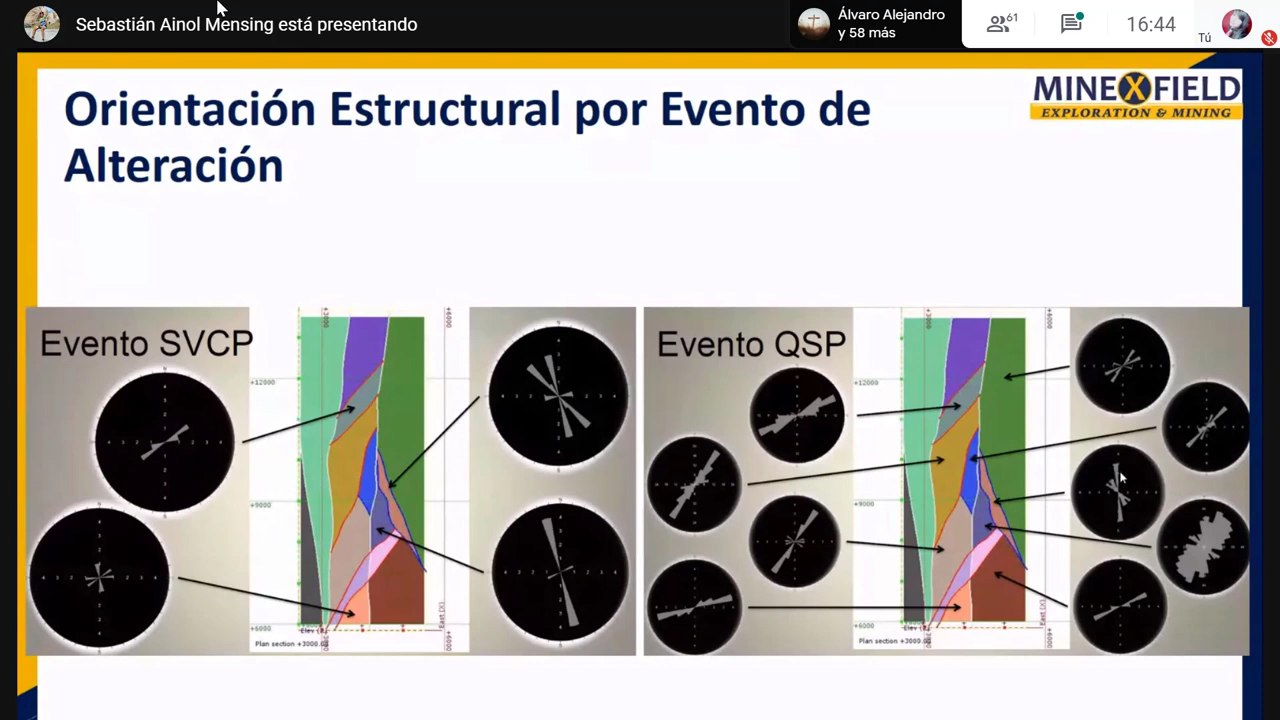 Sebastián Ainol Mensing está presentando
Álvaro Alejandro
y 58 más
61
16:44
Tú
Orientación Estructural por Evento de
Alteración
MINEXFIELD
EXPLORATION & MINING
Evento SVCP
+12000
+9000
+6000
Plan section +3000.00
Evento QSP
+12000
+9000
+6000
Plan section +3000.00